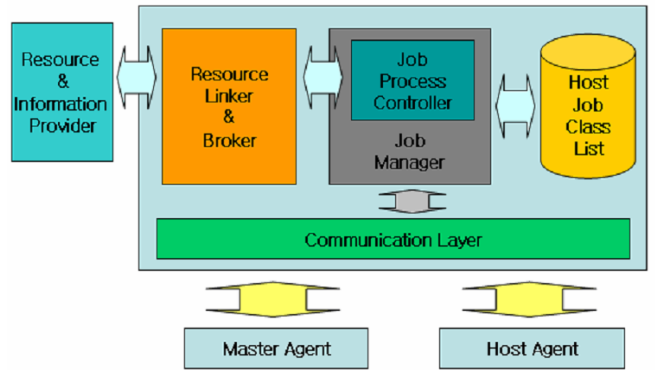 Resource
&
Information
Provider
Resource
Linker
&
Broker
Job
Process
Controller
Job
Manager
Host
Job
Class
List
Communication Layer
Master Agent
Host Agent